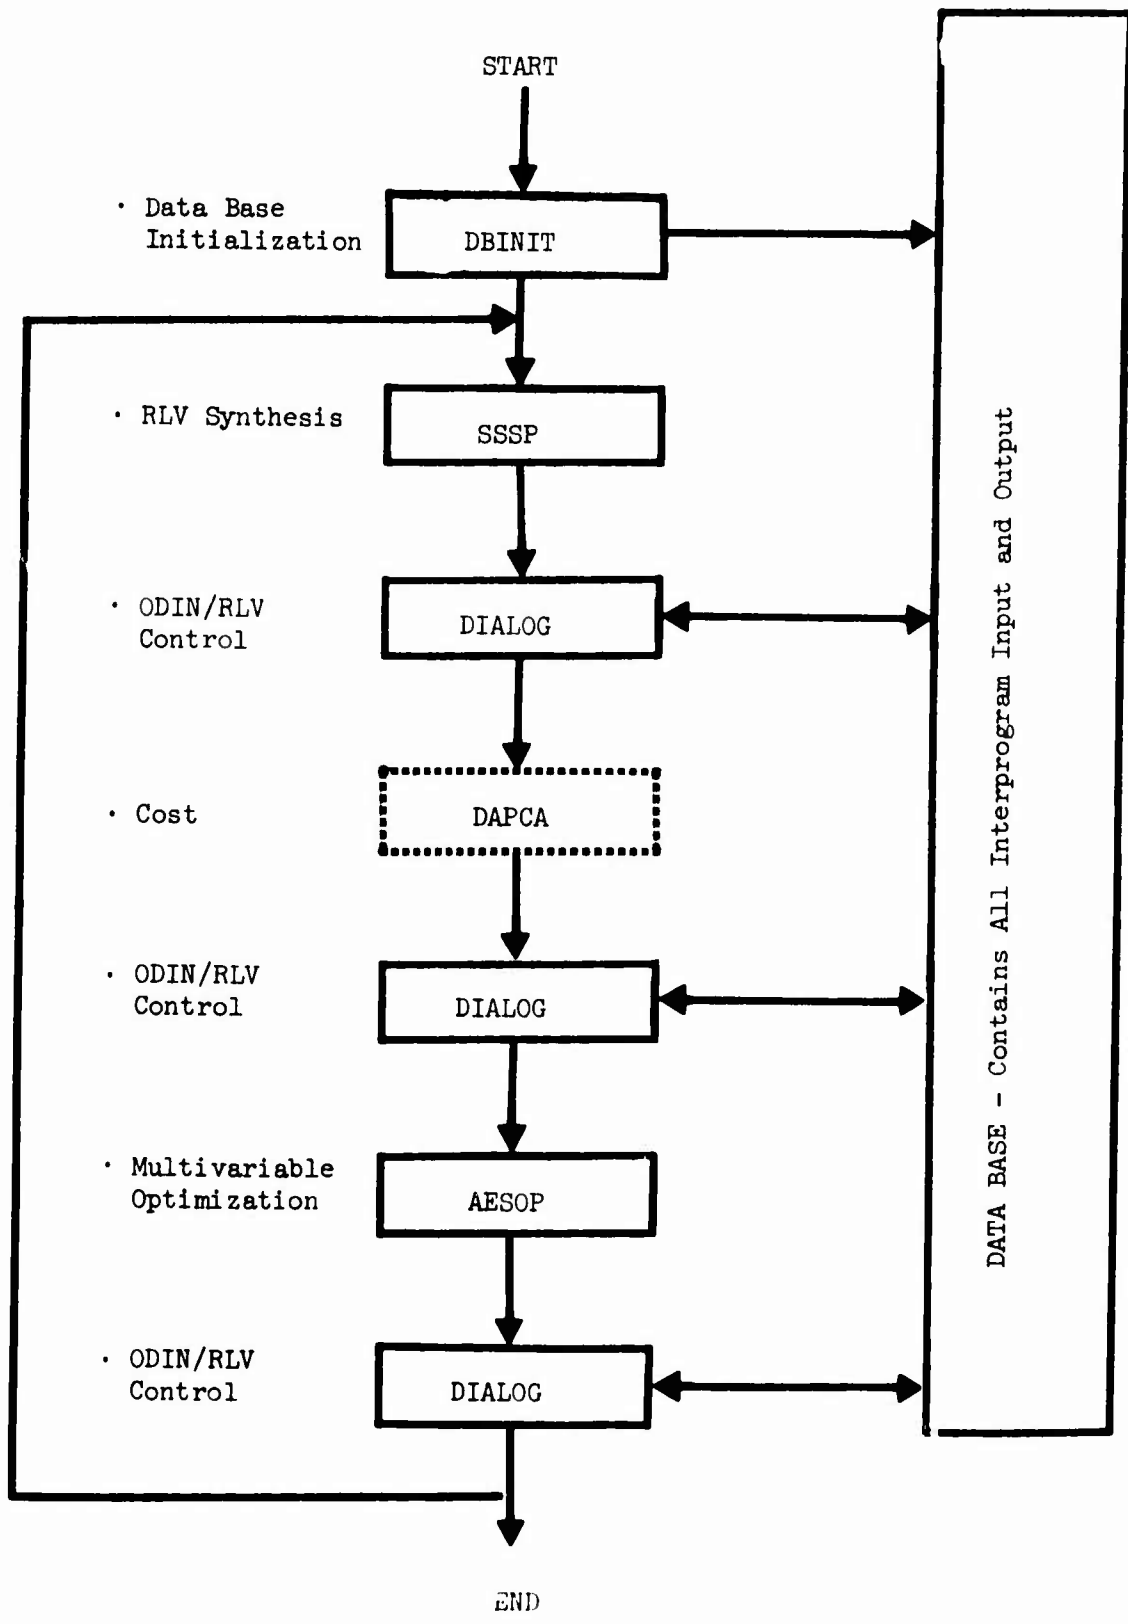 START
· Data Base
Initialization
DBINIT
· RLV Synthesis
SSSP
· ODIN/RLV
Control
DIALOG
· Cost
DAPCA
· ODIN/RLV
Control
DIALOG
· Multivariable
Optimization
AESOP
· ODIN/RLV
Control
DIALOG
END
DATA BASE - Contains All Interprogram Input and Output